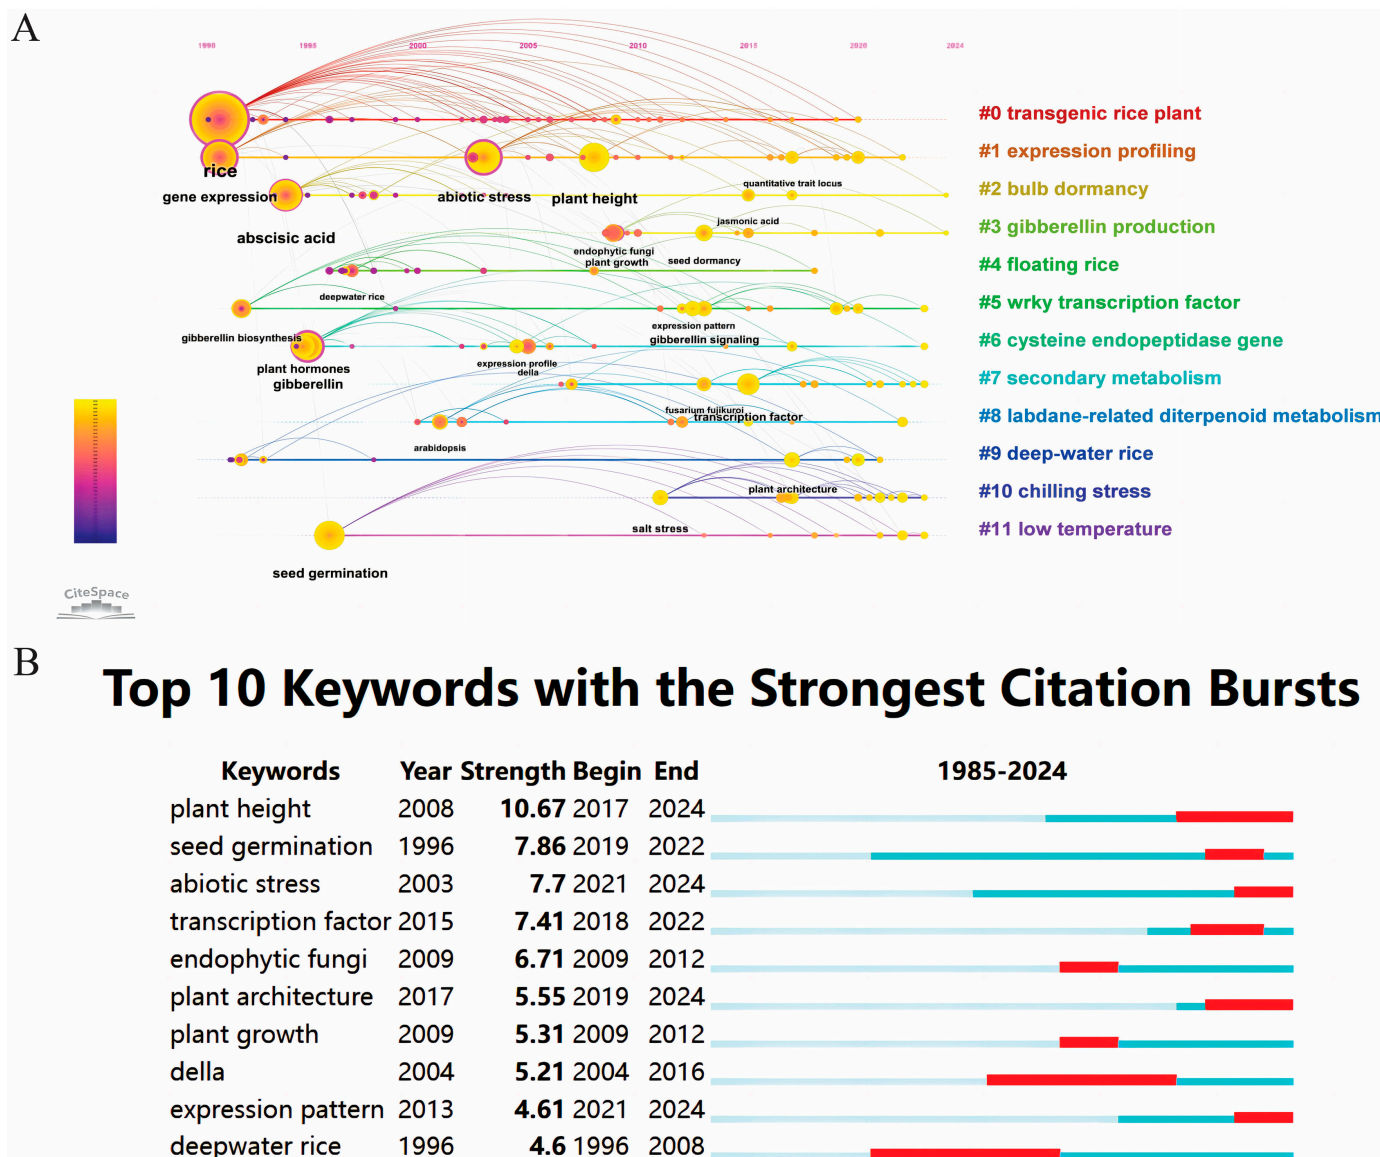 A
1990 1995 2000 2005 2010 2015 2020 2024
#0 transgenic rice plant
#1 expression profiling
rice
#2 bulb dormancy
quantitative trait locus
gene expression
abiotic stress
plant height
#3 gibberellin production
jasmonic acid
abscisic acid
endophytic fungi
plant growth
seed dormancy
#4 floating rice
deepwater rice
#5 wrky transcription factor
expression pattern
gibberellin biosynthesis
gibberellin signaling
#6 cysteine endopeptidase gene
plant hormones
gibberellin
expression profile
della
#7 secondary metabolism
fusarium fujikuroi
transcription factor
#8 labdane-related diterpenoid metabolism
arabidopsis
#9 deep-water rice
plant architecture
#10 chilling stress
salt stress
#11 low temperature
seed germination
CiteSpace
B
Top 10 Keywords with the Strongest Citation Bursts
Keywords Year Strength Begin End 1985-2024
plant height 2008 10.67 2017 2024
seed germination 1996 7.86 2019 2022
abiotic stress 2003 7.7 2021 2024
transcription factor 2015 7.41 2018 2022
endophytic fungi 2009 6.71 2009 2012
plant architecture 2017 5.55 2019 2024
plant growth 2009 5.31 2009 2012
della 2004 5.21 2004 2016
expression pattern 2013 4.61 2021 2024
deepwater rice 1996 4.6 1996 2008